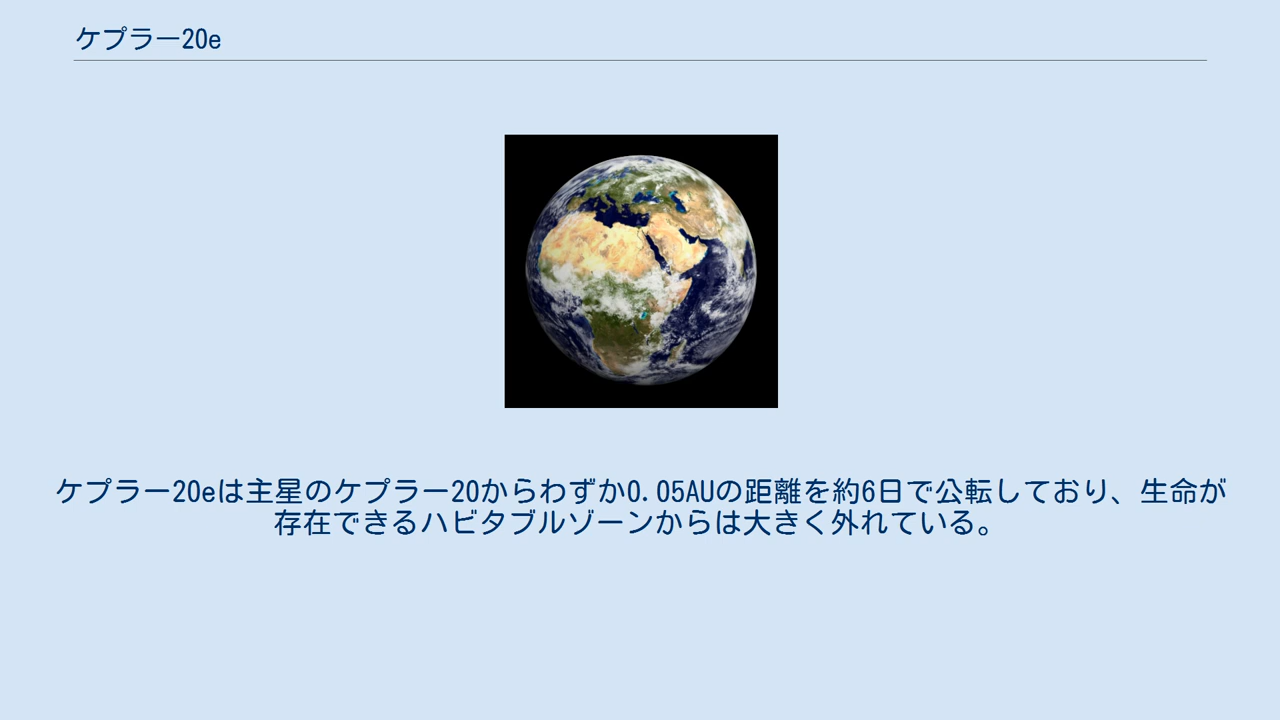 ケプラー20e
ケプラー20eは主星のケプラー20からわずか0.05AUの距離を約6日で公転しており、生命が
存在できるハビタブルゾーンからは大きく外れている。